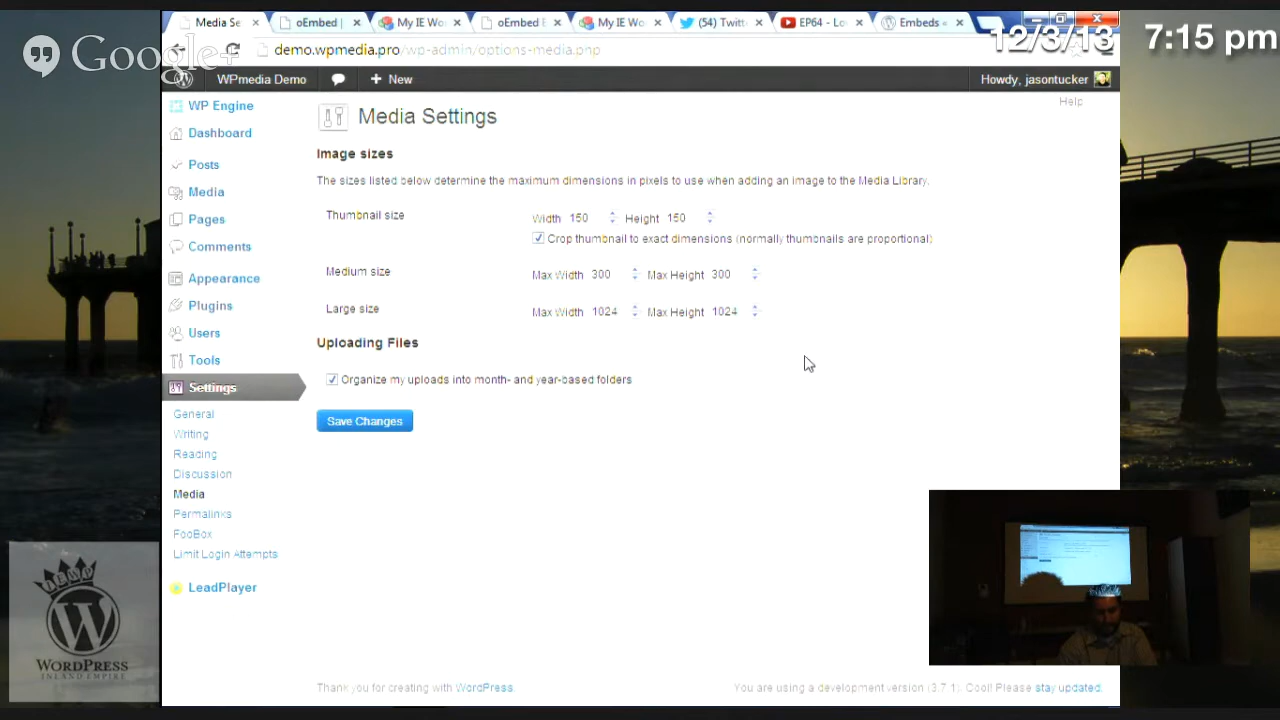 Media Se
oEmbed |
My IE Wo
oEmbed E
My IE Wo
(54) Twitt
EP64 - Lo
Embeds «
Google+
demo.wpmedia.pro/wp-admin/options-media.php
12/3/13 7:15 pm
WPmedia Demo
New
Howdy, jasontucker
Help
WP Engine
Dashboard
Posts
Media
Pages
Comments
Appearance
Plugins
Users
Tools
Settings
General
Writing
Reading
Discussion
Media
Permalinks
FooBox
Limit Login Attempts
LeadPlayer
Media Settings
Image sizes
The sizes listed below determine the maximum dimensions in pixels to use when adding an image to the Media Library.
Thumbnail size Width 150 Height 150
Crop thumbnail to exact dimensions (normally thumbnails are proportional)
Medium size Max Width 300 Max Height 300
Large size Max Width 1024 Max Height 1024
Uploading Files
Organize my uploads into month- and year-based folders
Save Changes
IEWP
WORDPRESS
INLAND EMPIRE
Thank you for creating with WordPress.
You are using a development version (3.7.1). Cool! Please stay updated.